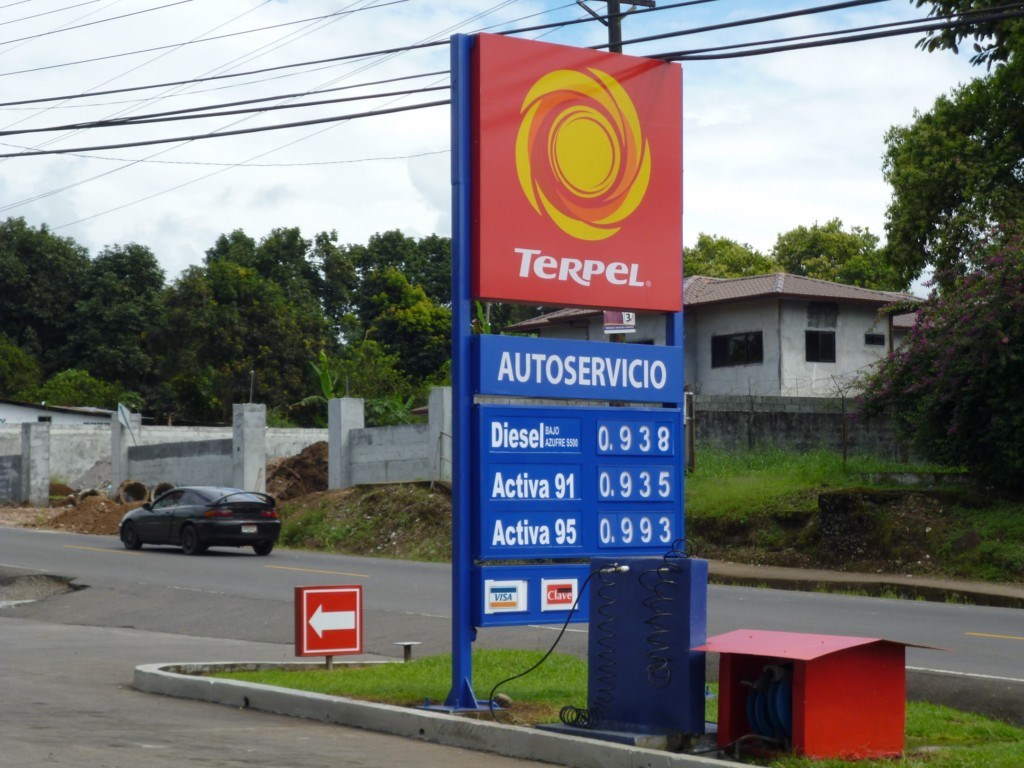 TERPEL®
AUTOSERVICIO
Diesel BAJO AZUFRE S500 0.938
Activa 91 0.935
Activa 95 0.993
VISA Clave